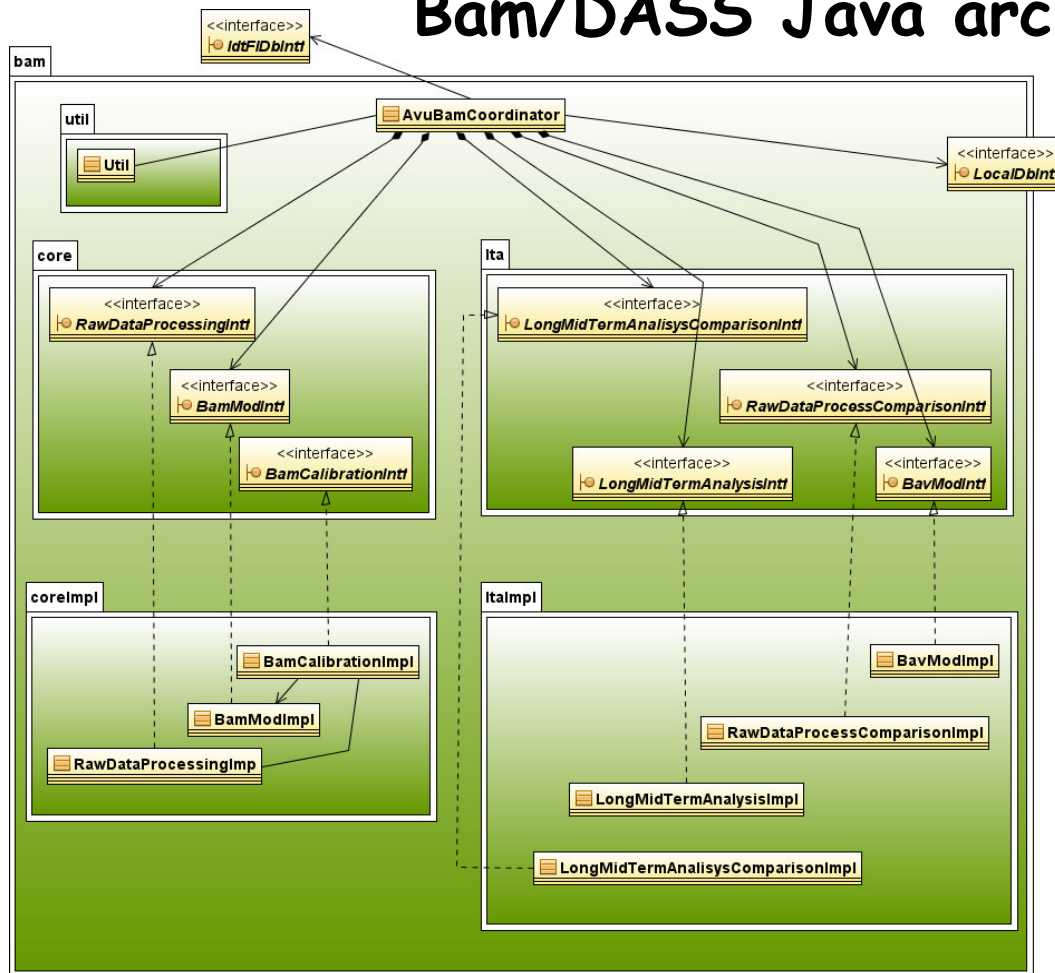 Bam/DASS Java arc
<<interface>>
IdtFIDbIntf
bam
AvuBamCoordinator
util
Util
<<interface>>
LocalDbInt
core
<<interface>>
RawDataProcessingIntf
<<interface>>
BamModIntf
<<interface>>
BamCalibrationIntf
lta
<<interface>>
LongMidTermAnalisysComparisonIntf
<<interface>>
RawDataProcessComparisonIntf
<<interface>>
LongMidTermAnalysisIntf
<<interface>>
BavModIntf
coreImpl
BamCalibrationImpl
BamModImpl
RawDataProcessingImp
ltaImpl
BavModImpl
RawDataProcessComparisonImpl
LongMidTermAnalysisImpl
LongMidTermAnalisysComparisonImpl